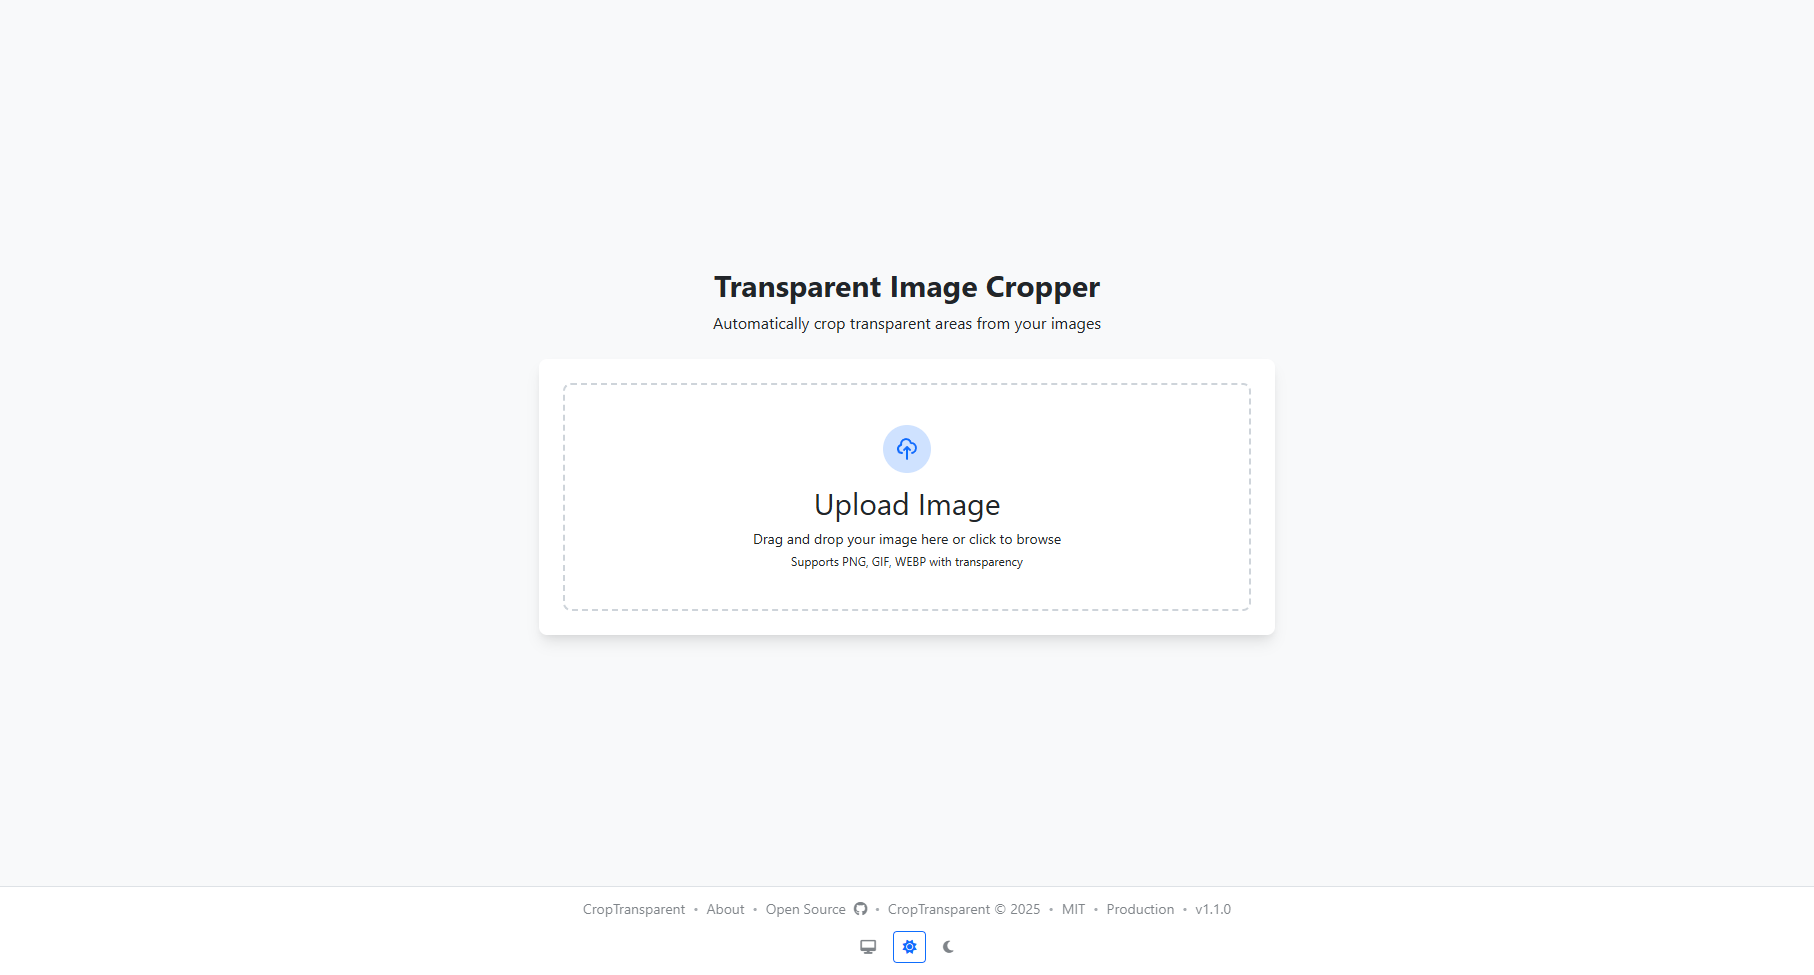 Transparent Image Cropper
Automatically crop transparent areas from your images
Upload Image
Drag and drop your image here or click to browse
Supports PNG, GIF, WEBP with transparency
CropTransparent • About • Open Source • CropTransparent © 2025 • MIT • Production • v1.1.0